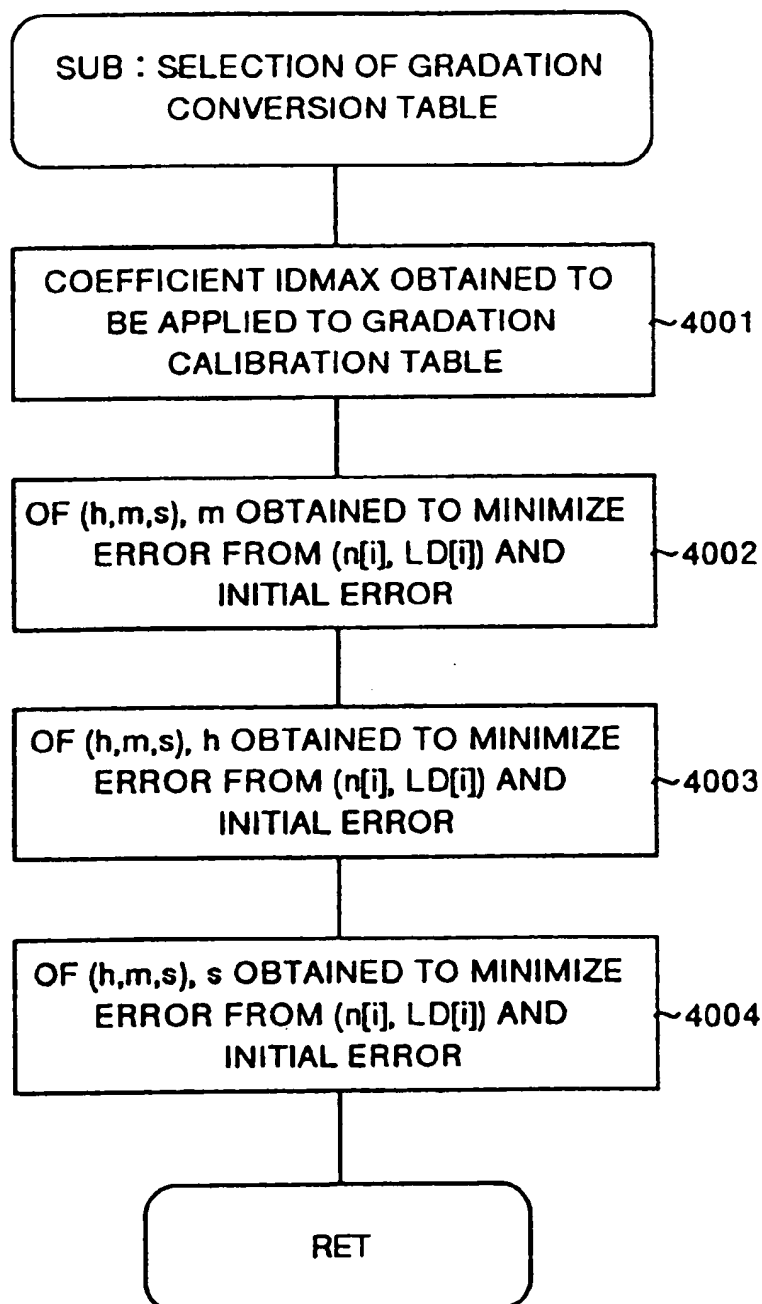 SUB : SELECTION OF GRADATION
CONVERSION TABLE
COEFFICIENT IDMAX OBTAINED TO
BE APPLIED TO GRADATION
CALIBRATION TABLE
4001
OF (h,m,s), m OBTAINED TO MINIMIZE
ERROR FROM (n[i], LD[i]) AND
INITIAL ERROR
4002
OF (h,m,s), h OBTAINED TO MINIMIZE
ERROR FROM (n[i], LD[i]) AND
INITIAL ERROR
4003
OF (h,m,s), s OBTAINED TO MINIMIZE
ERROR FROM (n[i], LD[i]) AND
INITIAL ERROR
4004
RET